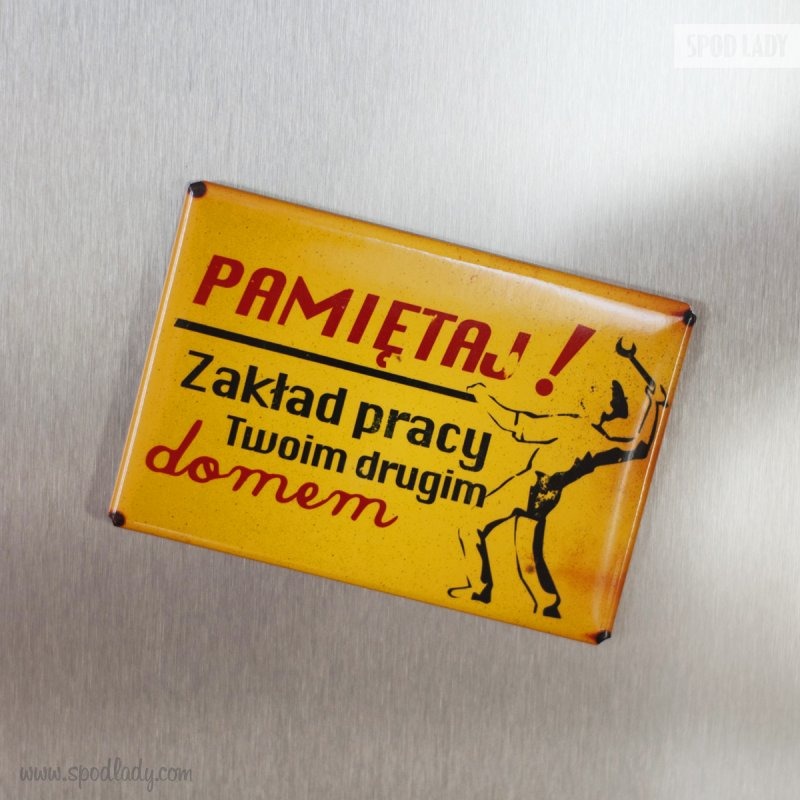 SPOD LADY
PAMIĘTAJ!
Zakład pracy
Twoim drugim
domem
www.spodlady.com